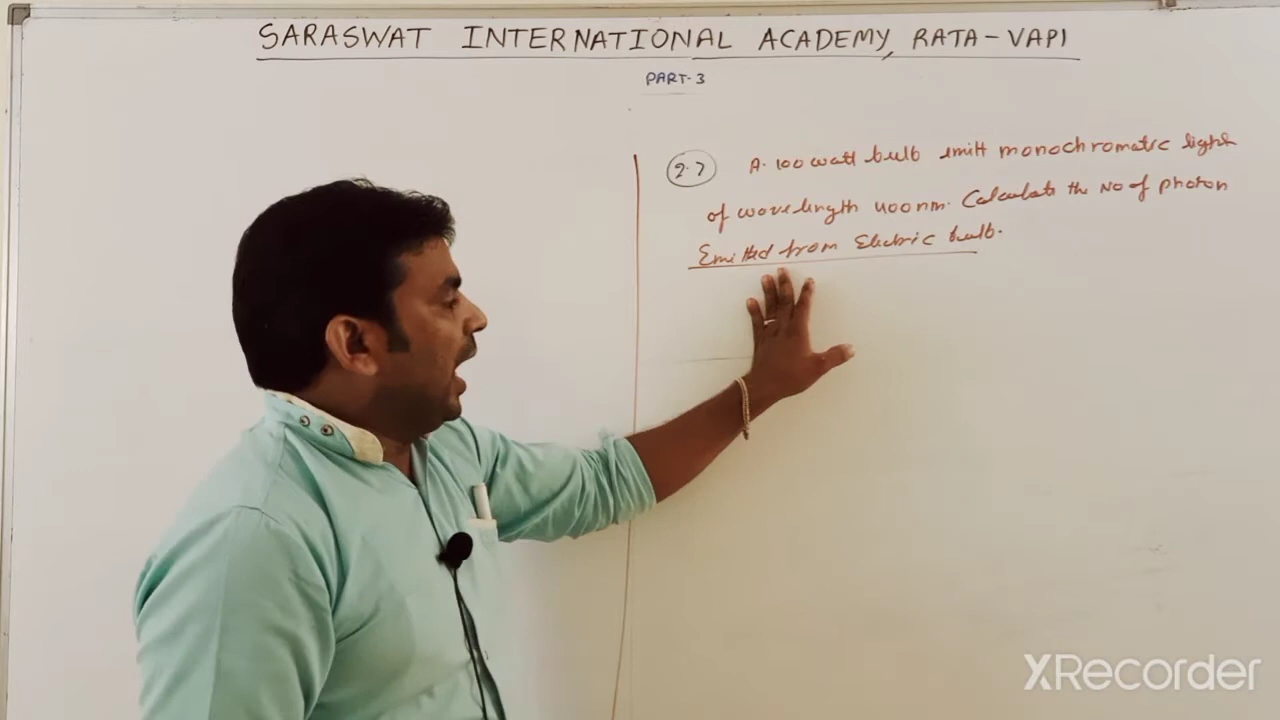 SARASWAT INTERNATIONAL ACADEMY, RATA-VAPI
PART-3
2.7 A. 100 watt bulb emitt monochromatic light
of wavelength 400nm. Calculate the No of photon
Emitted from Electric bulb.
XRecorder